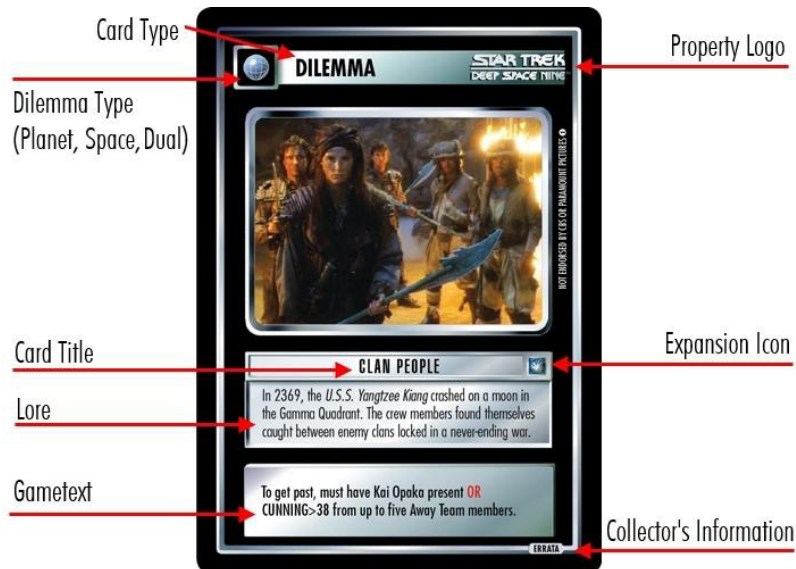 Card Type
Property Logo
DILEMMA
STAR TREK
DEEP SPACE NINE
Dilemma Type
(Planet, Space, Dual)
NOT ENDORSED BY CBS OR PARAMOUNT PICTURES
Card Title
CLAN PEOPLE
Expansion Icon
Lore
In 2369, the U.S.S. Yangtzee Kiang crashed on a moon in
the Gamma Quadrant. The crew members found themselves
caught between enemy clans locked in a never-ending war.
Gametext
To get past, must have Kai Opaka present OR
CUNNING>38 from up to five Away Team members.
Collector's Information
ERRATA